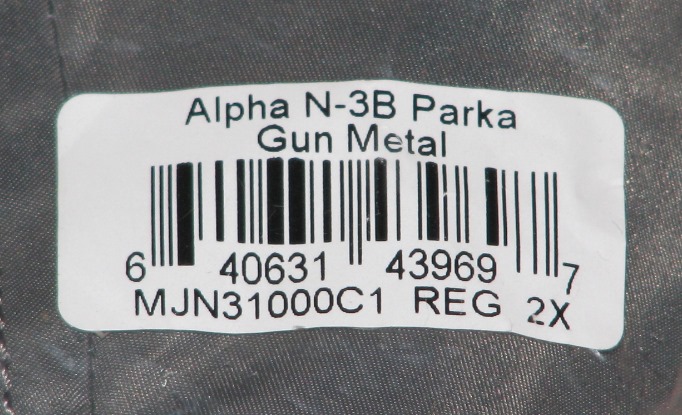 Alpha N-3B Parka
Gun Metal
6 40631 43969 7
MJN31000C1 REG 2X